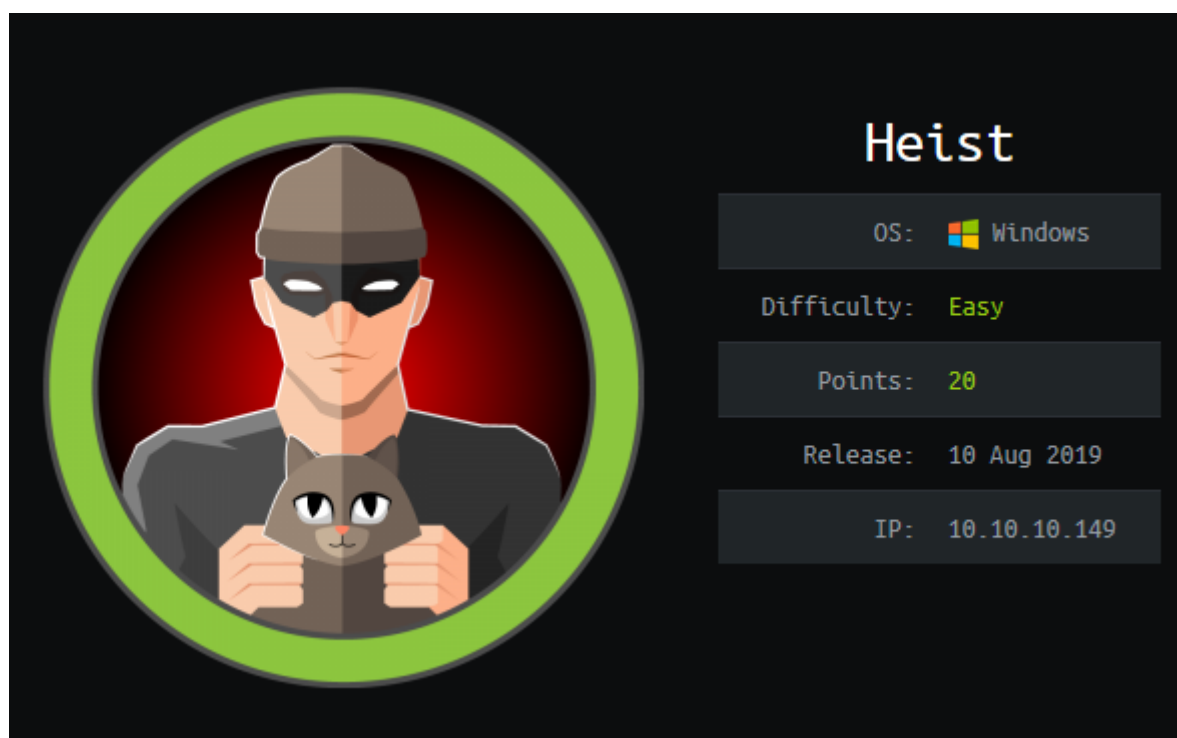 Heist
OS: Windows
Difficulty: Easy
Points: 20
Release: 10 Aug 2019
IP: 10.10.10.149